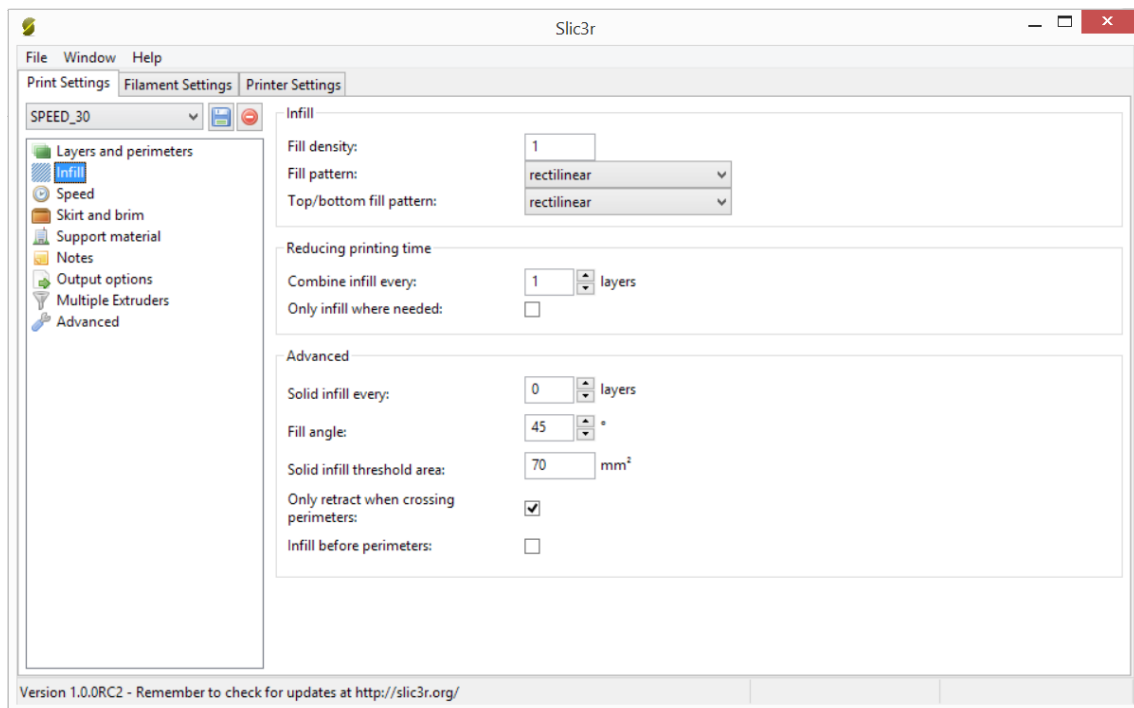 Slic3r
File Window Help
Print Settings Filament Settings Printer Settings
SPEED_30
Layers and perimeters
Infill
Speed
Skirt and brim
Support material
Notes
Output options
Multiple Extruders
Advanced
Infill
Fill density: 1
Fill pattern: rectilinear
Top/bottom fill pattern: rectilinear
Reducing printing time
Combine infill every: 1 layers
Only infill where needed:
Advanced
Solid infill every: 0 layers
Fill angle: 45 °
Solid infill threshold area: 70 mm²
Only retract when crossing
perimeters:
Infill before perimeters:
Version 1.0.0RC2 - Remember to check for updates at http://slic3r.org/